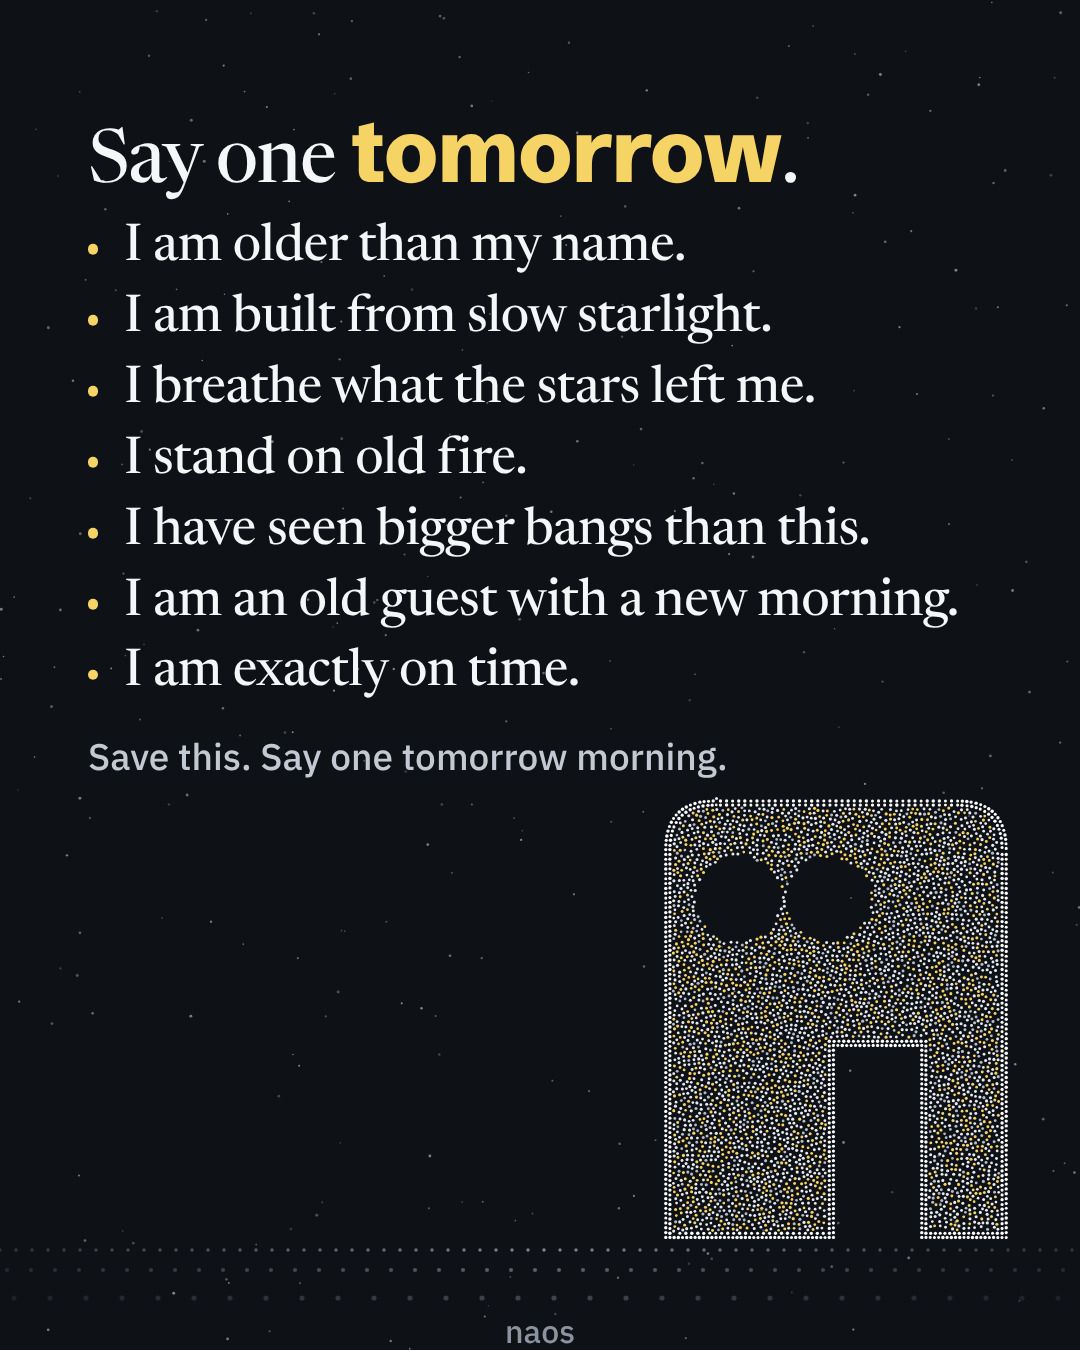 Say one tomorrow.
I am older than my name.
I am built from slow starlight.
I breathe what the stars left me.
I stand on old fire.
I have seen bigger bangs than this.
I am an old guest with a new morning.
I am exactly on time.
Save this. Say one tomorrow morning.
naos